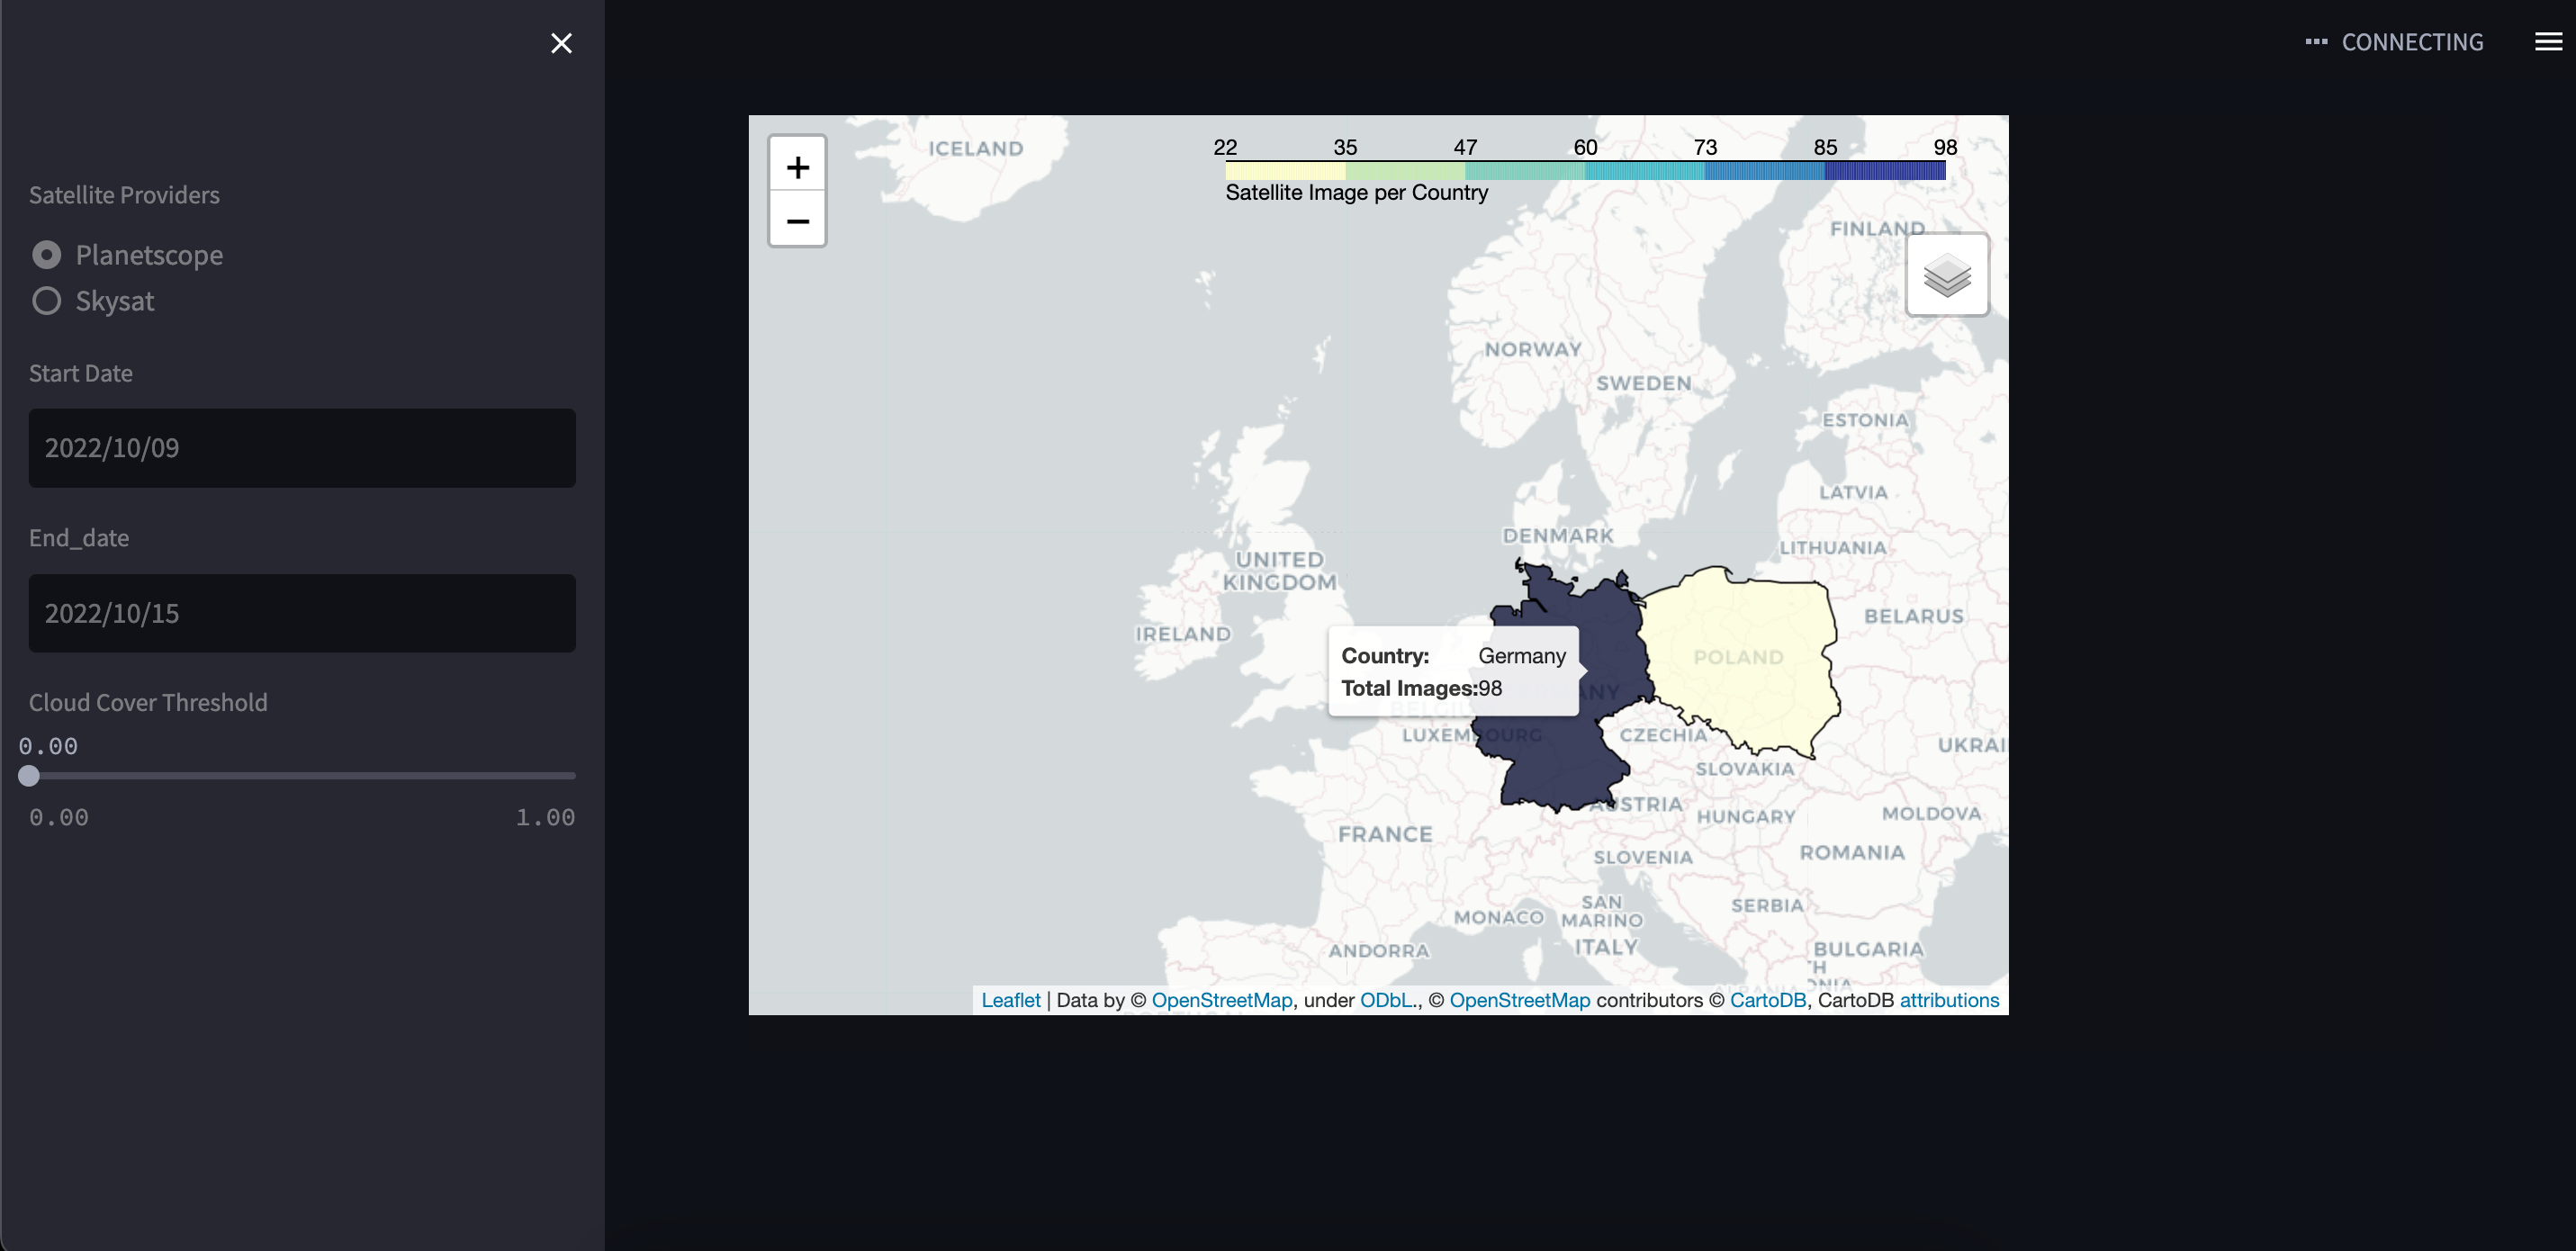 CONNECTING
Satellite Providers
Planetscope
Skysat
Start Date
2022/10/09
End_date
2022/10/15
Cloud Cover Threshold
0.00
0.00 1.00
+
−
22 35 47 60 73 85 98
Satellite Image per Country
ICELAND
FINLAND
NORWAY
SWEDEN
ESTONIA
LATVIA
DENMARK
LITHUANIA
UNITED
KINGDOM
BELARUS
IRELAND
Country: Germany
POLAND
Total Images:98
LUXEMBOURG
CZECHIA
SLOVAKIA
AUSTRIA
HUNGARY
MOLDOVA
FRANCE
ROMANIA
SLOVENIA
SAN
MARINO
SERBIA
MONACO
ITALY
ANDORRA
BULGARIA
Leaflet | Data by © OpenStreetMap, under ODbL., © OpenStreetMap contributors © CartoDB, CartoDB attributions